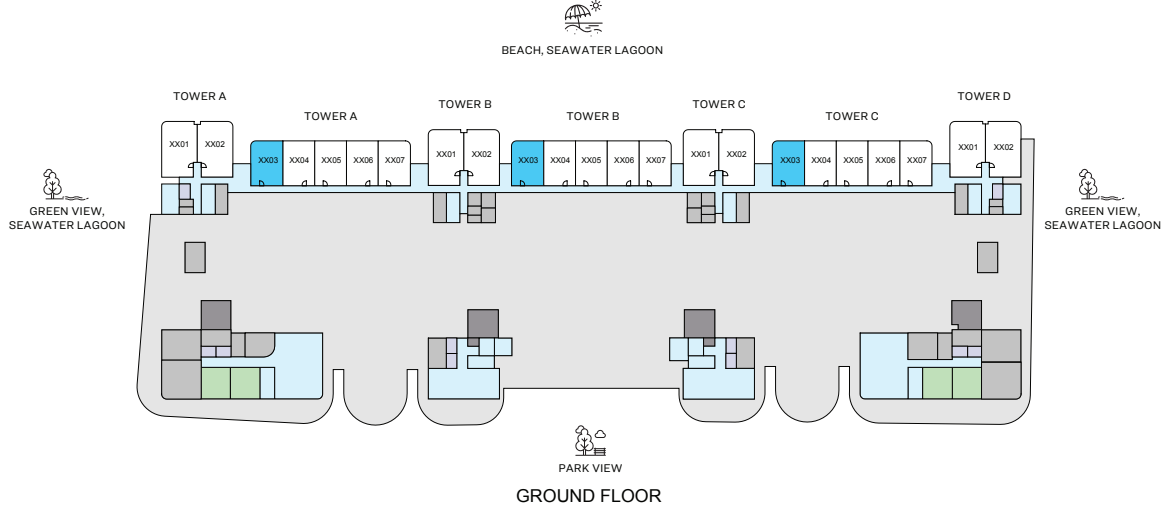 BEACH, SEAWATER LAGOON
TOWER A
TOWER A
TOWER B
TOWER B
TOWER C
TOWER C
TOWER D
XX01 XX02
XX03 XX04 XX05 XX06 XX07
XX01 XX02
XX03 XX04 XX05 XX06 XX07
XX01 XX02
XX03 XX04 XX05 XX06 XX07
XX01 XX02
GREEN VIEW,
SEAWATER LAGOON
GREEN VIEW,
SEAWATER LAGOON
PARK VIEW
GROUND FLOOR